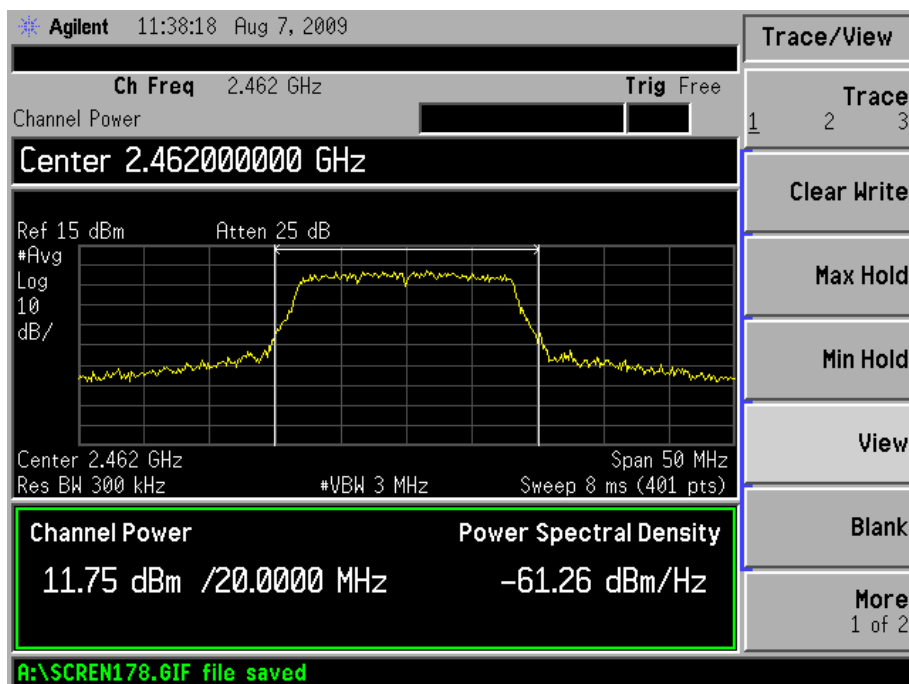 Agilent 11:38:18 Aug 7, 2009
Trace/View
Ch Freq 2.462 GHz Trig Free
Channel Power
Center 2.462000000 GHz
Ref 15 dBm Atten 25 dB
#Avg
Log
10
dB/
Center 2.462 GHz Span 50 MHz
Res BW 300 kHz #VBW 3 MHz Sweep 8 ms (401 pts)
Channel Power Power Spectral Density
11.75 dBm /20.0000 MHz -61.26 dBm/Hz
A:\SCREN178.GIF file saved
Trace
1 2 3
Clear Write
Max Hold
Min Hold
View
Blank
More
1 of 2